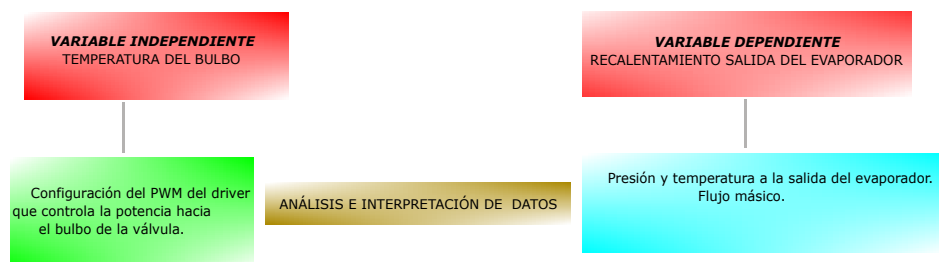 VARIABLE INDEPENDIENTE
TEMPERATURA DEL BULBO
VARIABLE DEPENDIENTE
RECALENTAMIENTO SALIDA DEL EVAPORADOR
Configuración del PWM del driver
que controla la potencia hacia
el bulbo de la válvula.
ANÁLISIS E INTERPRETACIÓN DE DATOS
Presión y temperatura a la salida del evaporador.
Flujo másico.